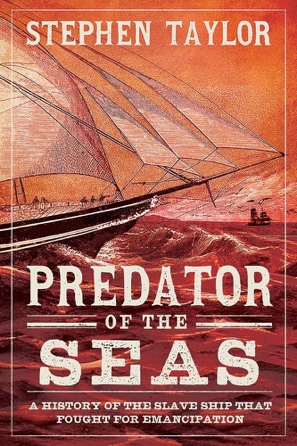 STEPHEN TAYLOR
PREDATOR
OF THE
SEAS
A HISTORY OF THE SLAVE SHIP THAT
FOUGHT FOR EMANCIPATION